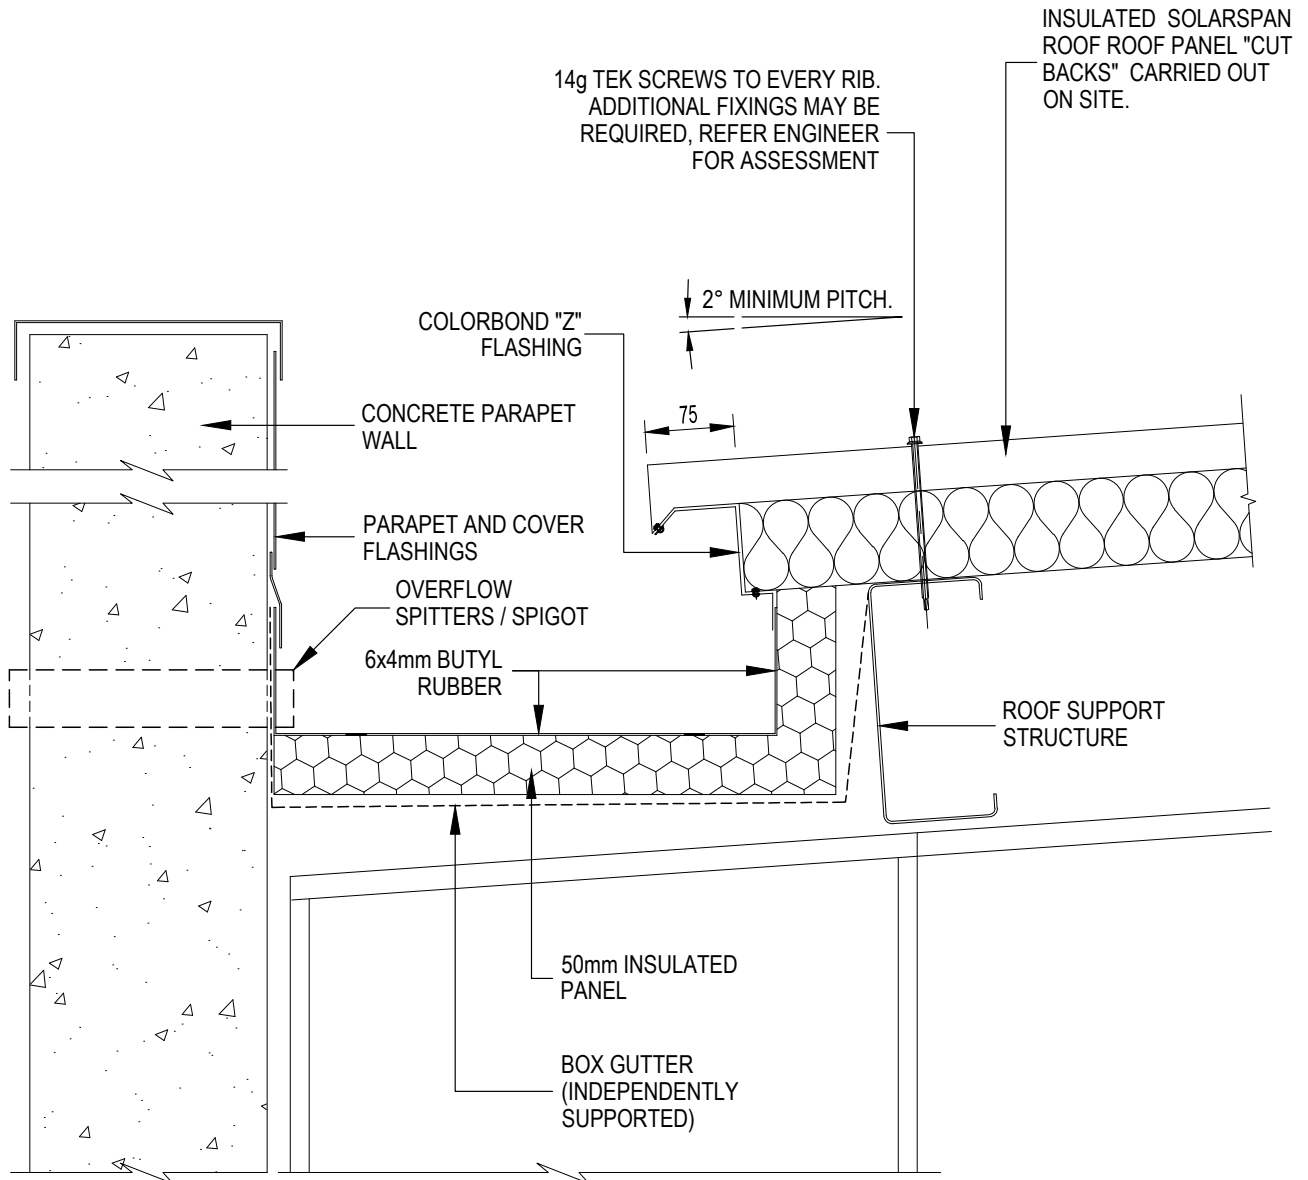 INSULATED SOLARSPAN
ROOF ROOF PANEL "CUT
BACKS" CARRIED OUT
ON SITE.
14g TEK SCREWS TO EVERY RIB.
ADDITIONAL FIXINGS MAY BE
REQUIRED, REFER ENGINEER
FOR ASSESSMENT
2° MINIMUM PITCH.
COLORBOND "Z"
FLASHING
75
CONCRETE PARAPET
WALL
PARAPET AND COVER
FLASHINGS
OVERFLOW
SPITTERS / SPIGOT
6x4mm BUTYL
RUBBER
ROOF SUPPORT
STRUCTURE
50mm INSULATED
PANEL
BOX GUTTER
(INDEPENDENTLY
SUPPORTED)